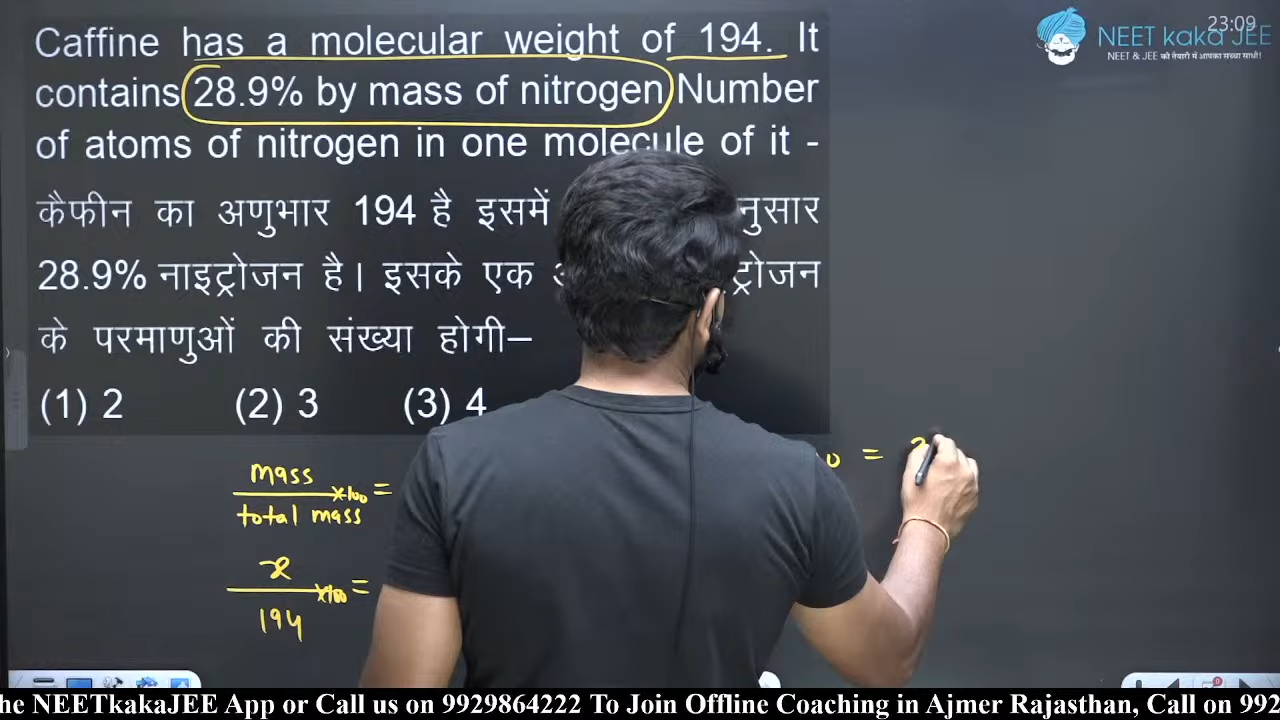 Caffine has a molecular weight of 194. It
contains 28.9% by mass of nitrogen Number
of atoms of nitrogen in one molecule of it -
कैफीन का अणुभार 194 है इसमें नुसार
28.9% नाइट्रोजन है। इसके एक ट्रोजन
के परमाणुओं की संख्या होगी–
(1) 2 (2) 3 (3) 4
mass
×100 =
total mass
x
×100 =
194
=
23:09
NEET kaka JEE
NEET & JEE की तैयारी में आपका सच्चा साथी!
he NEETkakaJEE App or Call us on 9929864222 To Join Offline Coaching in Ajmer Rajasthan, Call on 992